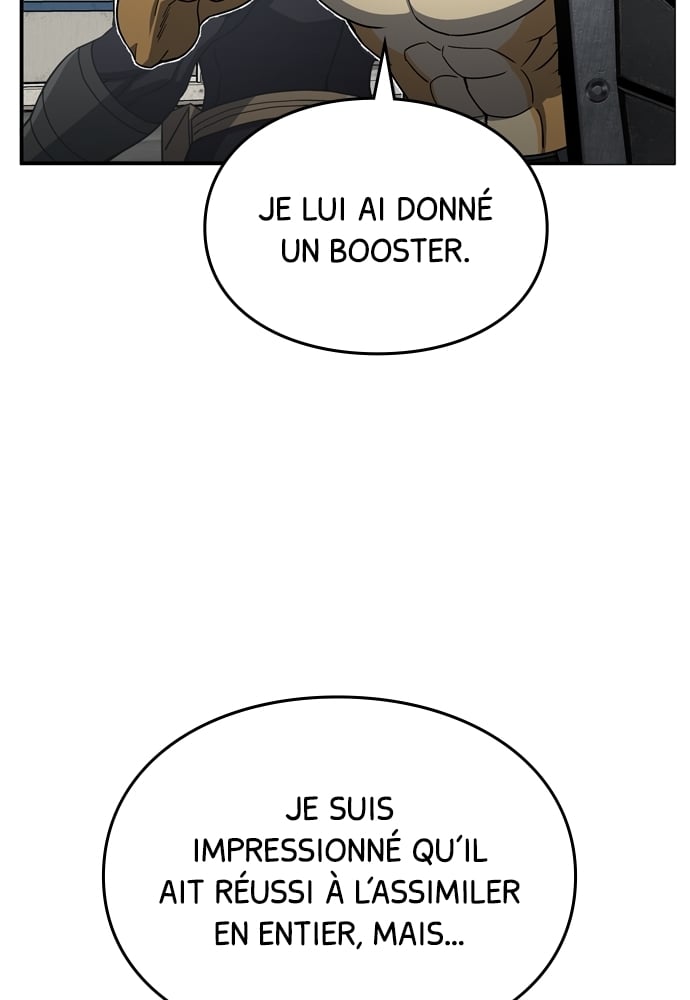 JE LUI AI DONNÉ
UN BOOSTER.
JE SUIS
IMPRESSIONNÉ QU'IL
AIT RÉUSSI À L'ASSIMILER
EN ENTIER, MAIS...